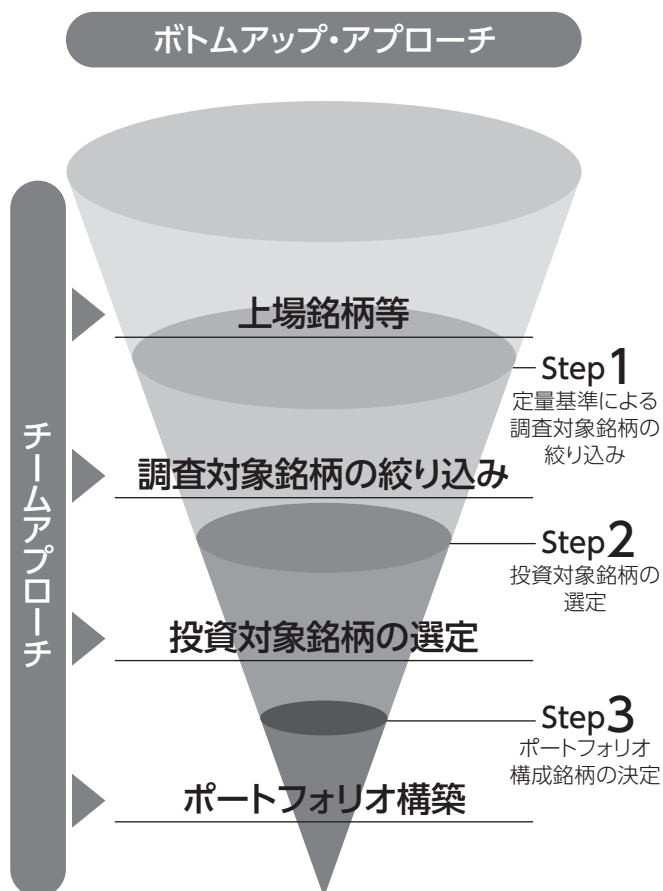 ボトムアップ・アプローチ
チームアプローチ
上場銘柄等
Step1
定量基準による
調査対象銘柄の
絞り込み
調査対象銘柄の絞り込み
Step2
投資対象銘柄の
選定
投資対象銘柄の選定
Step3
ポートフォリオ
構成銘柄の決定
ポートフォリオ構築